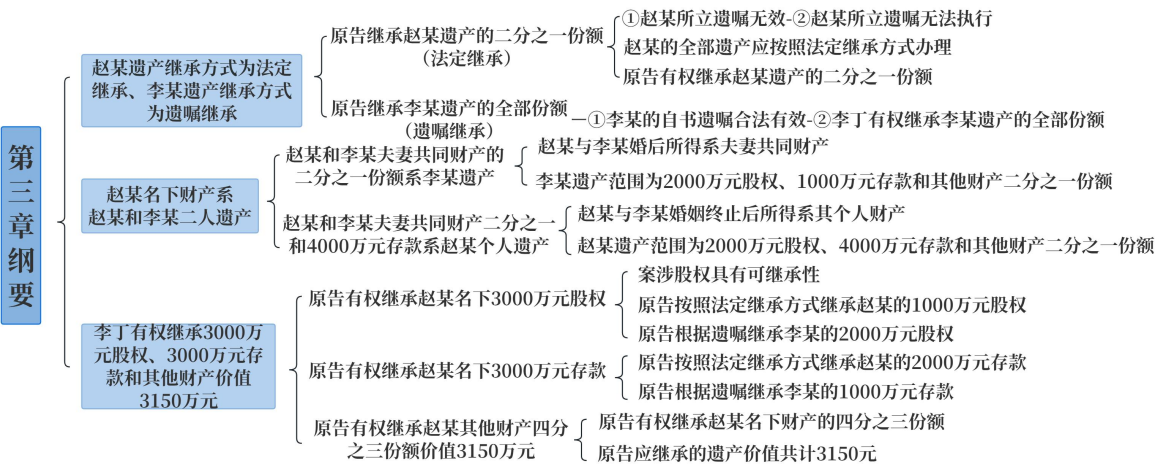 第三章纲要
赵某遗产继承方式为法定
继承、李某遗产继承方式
为遗嘱继承
原告继承赵某遗产的二分之一份额
（法定继承）
①赵某所立遗嘱无效-②赵某所立遗嘱无法执行
赵某的全部遗产应按照法定继承方式办理
原告有权继承赵某遗产的二分之一份额
原告继承李某遗产的全部份额
（遗嘱继承）
①李某的自书遗嘱合法有效-②李丁有权继承李某遗产的全部份额
赵某名下财产系
赵某和李某二人遗产
赵某和李某夫妻共同财产的
二分之一份额系李某遗产
赵某与李某婚后所得系夫妻共同财产
李某遗产范围为2000万元股权、1000万元存款和其他财产二分之一份额
赵某和李某夫妻共同财产二分之一
和4000万元存款系赵某个人遗产
赵某与李某婚姻终止后所得系其个人财产
赵某遗产范围为2000万元股权、4000万元存款和其他财产二分之一份额
李丁有权继承3000万
元股权、3000万元存
款和其他财产价值
3150万元
原告有权继承赵某名下3000万元股权
案涉股权具有可继承性
原告按照法定继承方式继承赵某的1000万元股权
原告根据遗嘱继承李某的2000万元股权
原告有权继承赵某名下3000万元存款
原告按照法定继承方式继承赵某的2000万元存款
原告根据遗嘱继承李某的1000万元存款
原告有权继承赵某其他财产四分
之三份额价值3150万元
原告有权继承赵某名下财产的四分之三份额
原告应继承的遗产价值共计3150元